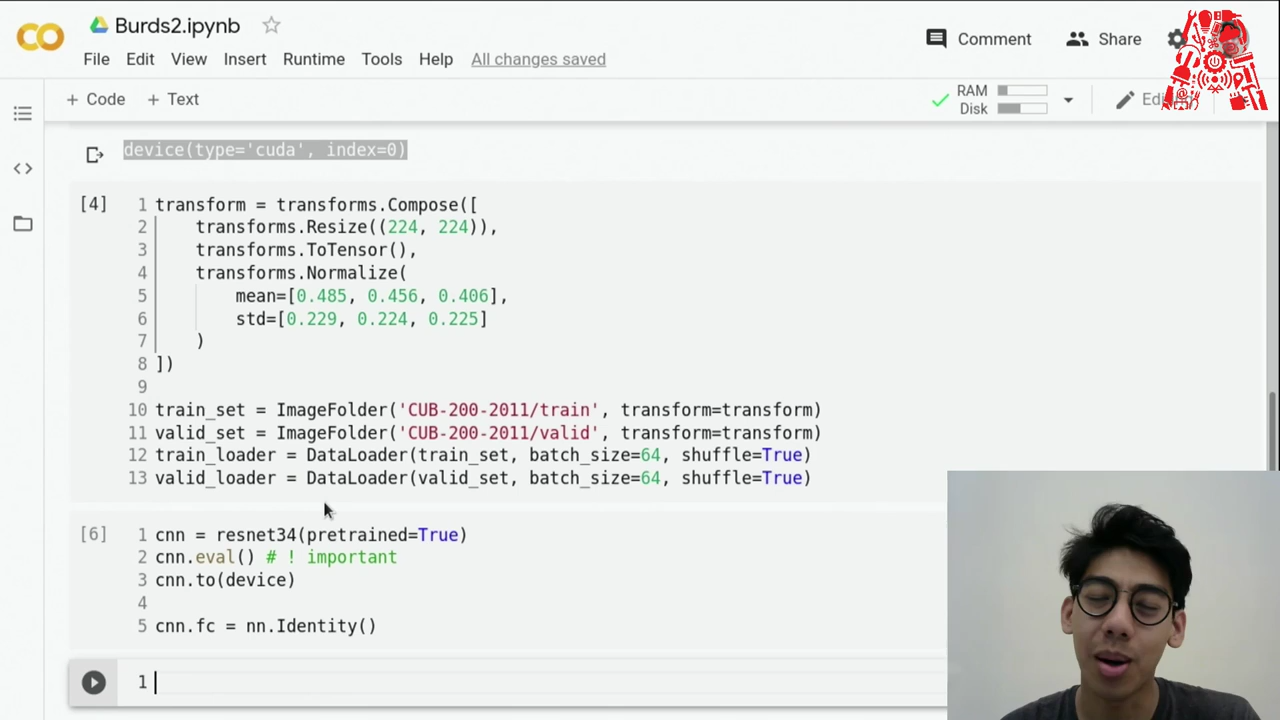 Burds2.ipynb
Comment
Share
File Edit View Insert Runtime Tools Help All changes saved
+ Code + Text
RAM
Disk
device(type='cuda', index=0)
[4]
1 transform = transforms.Compose([
2 transforms.Resize((224, 224)),
3 transforms.ToTensor(),
4 transforms.Normalize(
5 mean=[0.485, 0.456, 0.406],
6 std=[0.229, 0.224, 0.225]
7 )
8 ])
9
10 train_set = ImageFolder('CUB-200-2011/train', transform=transform)
11 valid_set = ImageFolder('CUB-200-2011/valid', transform=transform)
12 train_loader = DataLoader(train_set, batch_size=64, shuffle=True)
13 valid_loader = DataLoader(valid_set, batch_size=64, shuffle=True)
[6]
1 cnn = resnet34(pretrained=True)
2 cnn.eval() # ! important
3 cnn.to(device)
4
5 cnn.fc = nn.Identity()
1